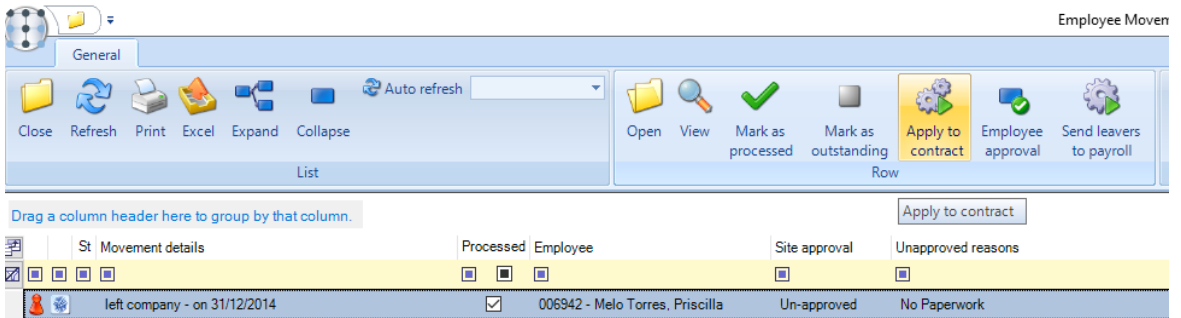 Employee Movem
General
Close Refresh Print Excel Expand Collapse Auto refresh
Open View Mark as processed Mark as outstanding Apply to contract Employee approval Send leavers to payroll
List Row
Drag a column header here to group by that column. Apply to contract
St Movement details Processed Employee Site approval Unapproved reasons
left company - on 31/12/2014 006942 - Melo Torres, Priscilla Un-approved No Paperwork